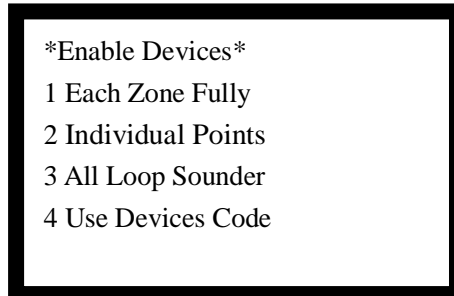 *Enable Devices*
1 Each Zone Fully
2 Individual Points
3 All Loop Sounder
4 Use Devices Code